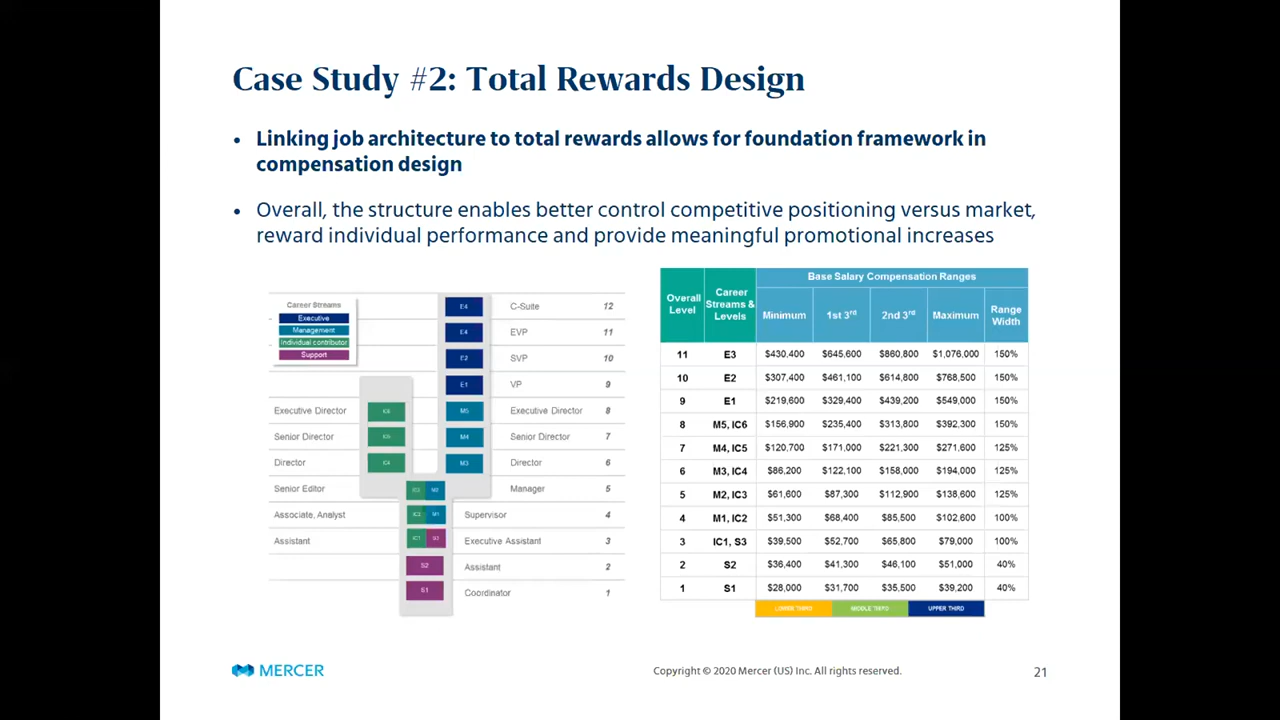 Case Study #2: Total Rewards Design
• Linking job architecture to total rewards allows for foundation framework in
compensation design
• Overall, the structure enables better control competitive positioning versus market,
reward individual performance and provide meaningful promotional increases
Career Streams
Executive
Management
Individual contributor
Support
E4 C-Suite 12
E4 EVP 11
E2 SVP 10
E1 VP 9
Executive Director M5 Executive Director 8
Senior Director M4 Senior Director 7
Director M3 Director 6
Senior Editor Manager 5
Associate, Analyst IC2 M1 Supervisor 4
Assistant IC1 S3 Executive Assistant 3
S2 Assistant 2
S1 Coordinator 1
Overall Level Career Streams & Levels Base Salary Compensation Ranges
Minimum 1st 3rd 2nd 3rd Maximum Range Width
11 E3 $430,400 $645,600 $860,800 $1,076,000 150%
10 E2 $307,400 $461,100 $614,800 $768,500 150%
9 E1 $219,600 $329,400 $439,200 $549,000 150%
8 M5, IC6 $156,900 $235,400 $313,800 $392,300 150%
7 M4, IC5 $120,700 $171,000 $221,300 $271,600 125%
6 M3, IC4 $86,200 $122,100 $158,000 $194,000 125%
5 M2, IC3 $61,600 $87,300 $112,900 $138,600 125%
4 M1, IC2 $51,300 $68,400 $85,500 $102,600 100%
3 IC1, S3 $39,500 $52,700 $65,800 $79,000 100%
2 S2 $36,400 $41,300 $46,100 $51,000 40%
1 S1 $28,000 $31,700 $35,500 $39,200 40%
LOWER THIRD MIDDLE THIRD UPPER THIRD
MERCER
Copyright © 2020 Mercer (US) Inc. All rights reserved.
21